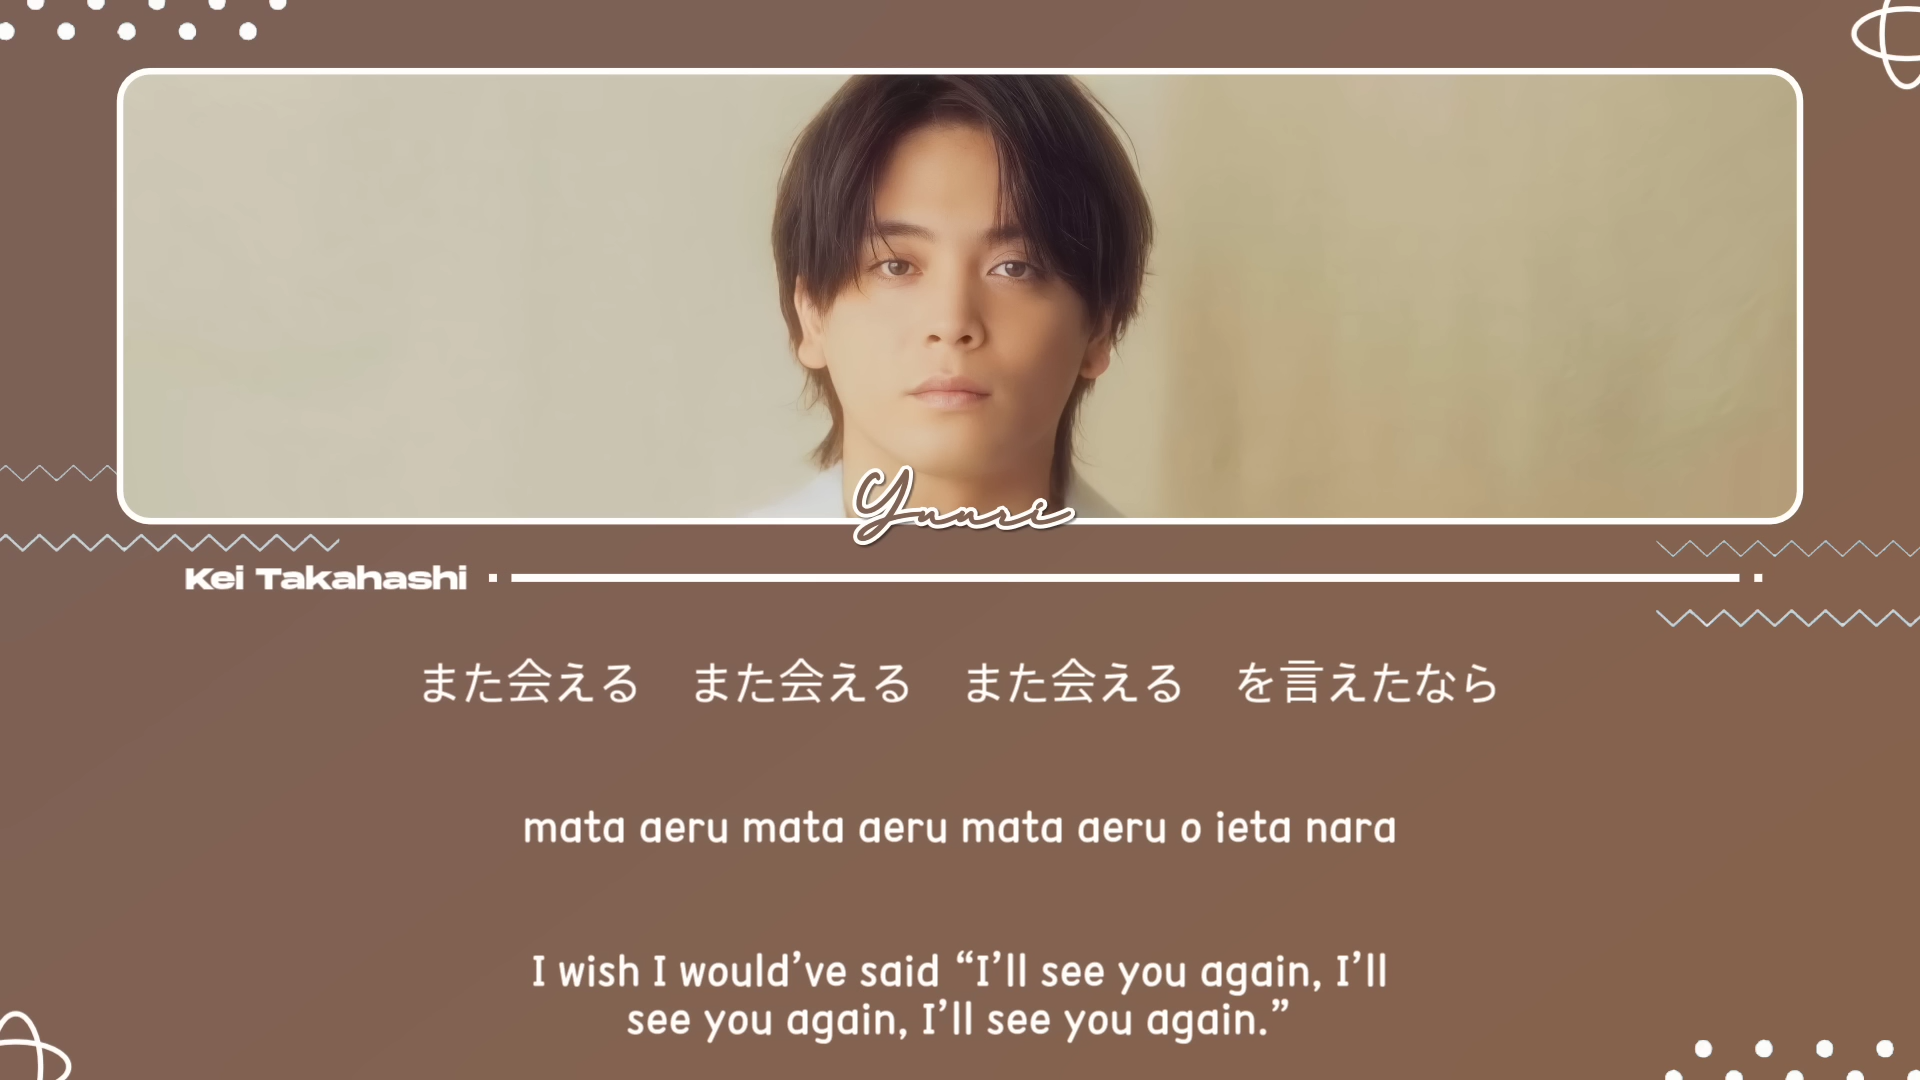 Yuuri
Kei Takahashi
また会える　また会える　また会える　を言えたなら
mata aeru mata aeru mata aeru o ieta nara
I wish I would’ve said “I’ll see you again, I’ll
see you again, I’ll see you again.”